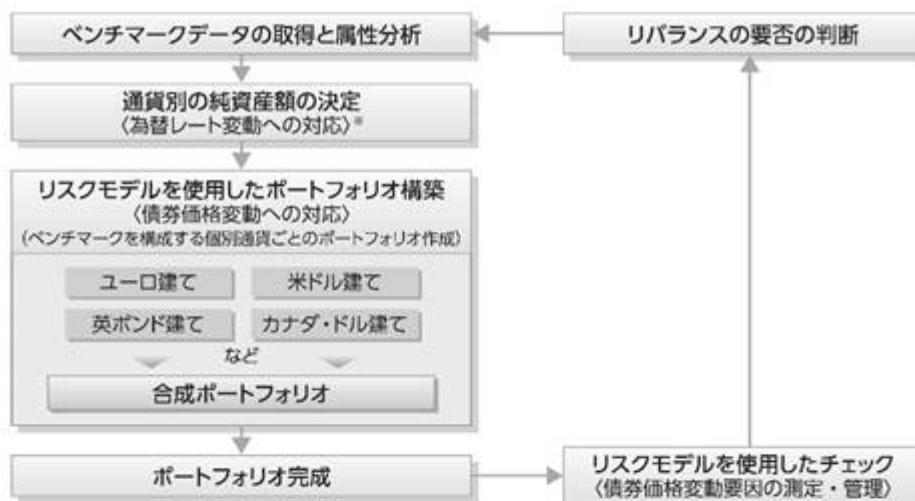 ベンチマークデータの取得と属性分析
リバランスの要否の判断
通貨別の純資産額の決定
〈為替レート変動への対応〉※
リスクモデルを使用したポートフォリオ構築
〈債券価格変動への対応〉
(ベンチマークを構成する個別通貨ごとのポートフォリオ作成)
ユーロ建て
米ドル建て
英ポンド建て
カナダ・ドル建て
など
合成ポートフォリオ
ポートフォリオ完成
リスクモデルを使用したチェック
〈債券価格変動要因の測定・管理〉